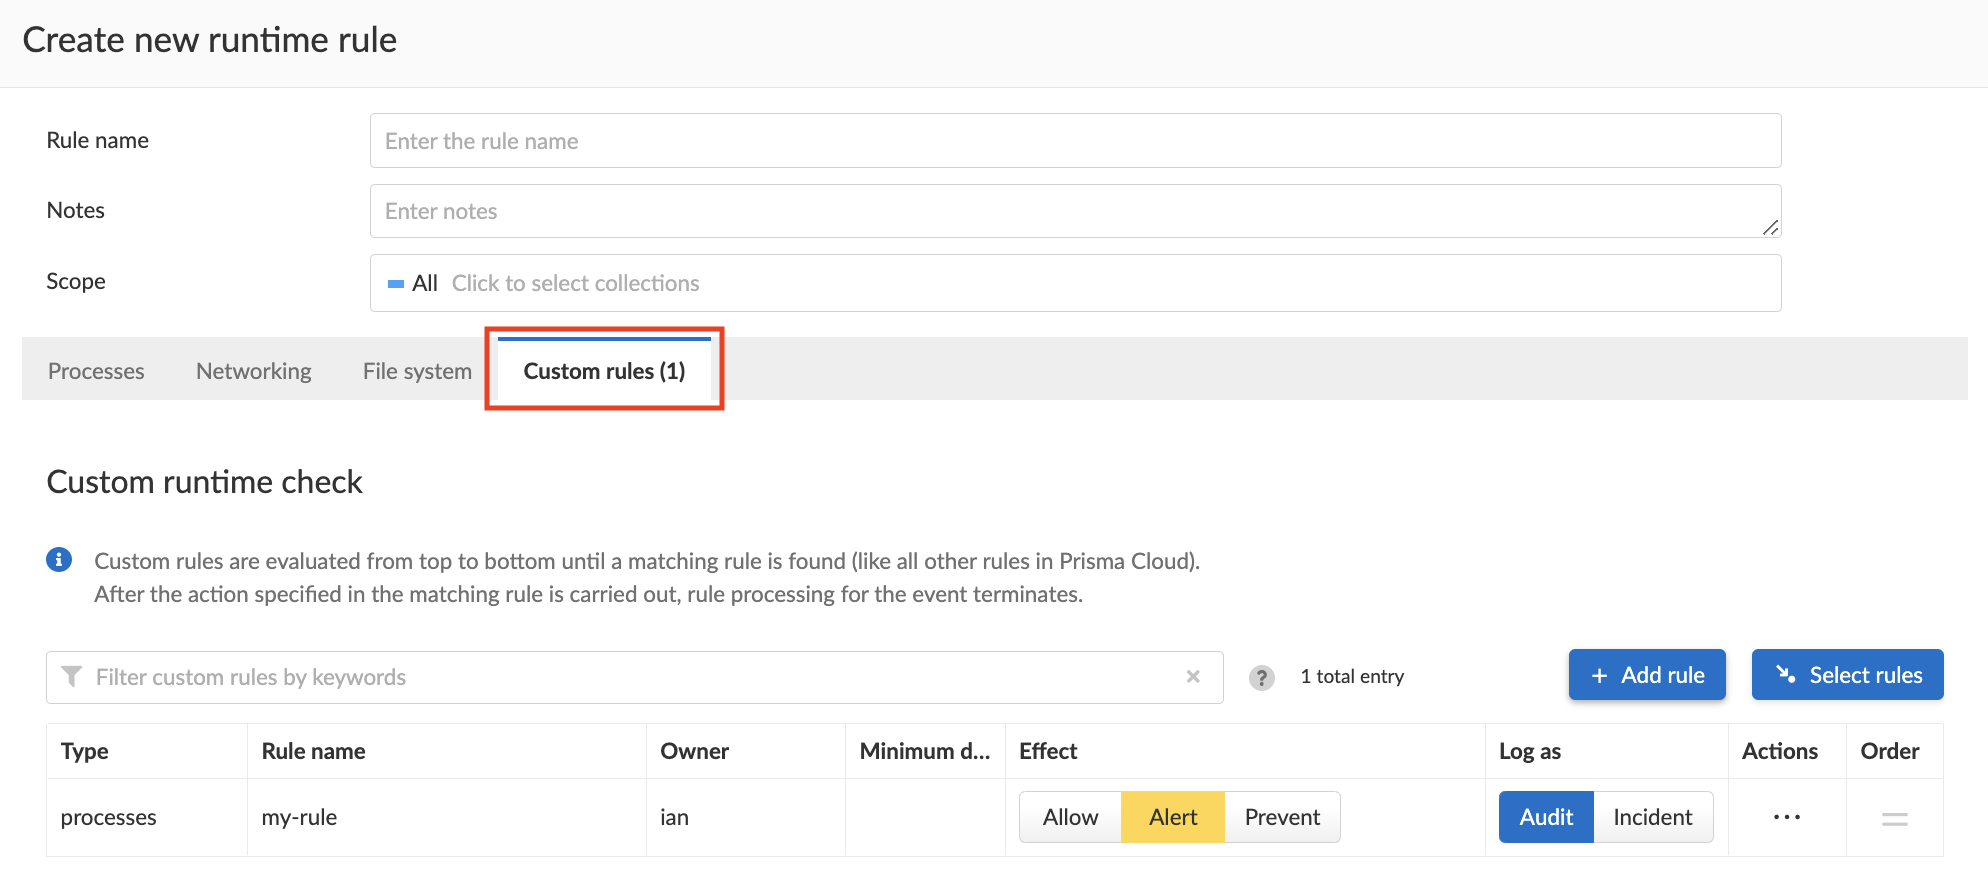 Create new runtime rule
Rule name
Enter the rule name
Notes
Enter notes
Scope
All Click to select collections
Processes Networking File system Custom rules (1)
Custom runtime check
Custom rules are evaluated from top to bottom until a matching rule is found (like all other rules in Prisma Cloud).
After the action specified in the matching rule is carried out, rule processing for the event terminates.
Filter custom rules by keywords × ? 1 total entry + Add rule Select rules
Type Rule name Owner Minimum d... Effect Log as Actions Order
processes my-rule ian Allow Alert Prevent Audit Incident ...